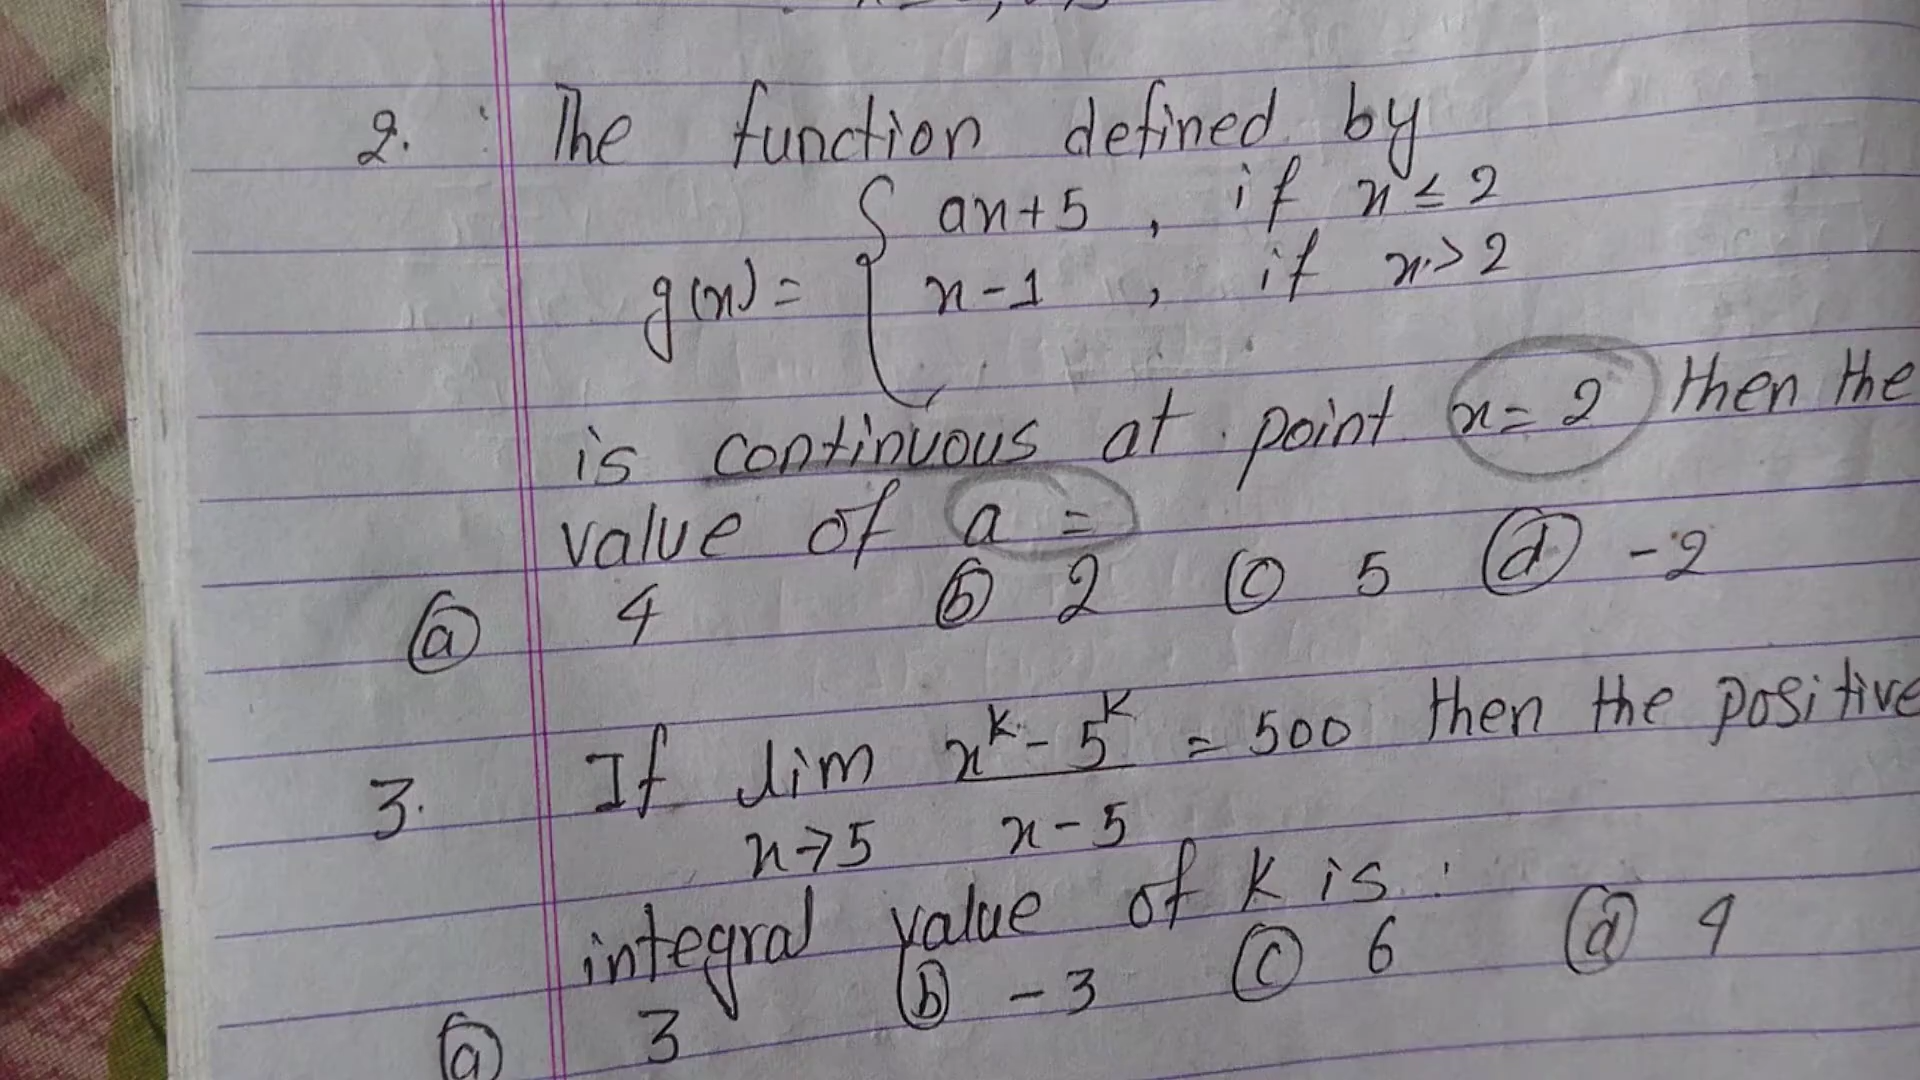 2. The function defined by
g(x) = { ax+5 , if x ≤ 2
x-1 , if x > 2
is continuous at point x = 2 then the
value of a =
(a) 4 (b) 2 (c) 5 (d) -2
3. If lim x^k - 5^k = 500 then the positive
x→5 x-5
integral value of k is :
(a) 3 (b) -3 (c) 6 (d) 4